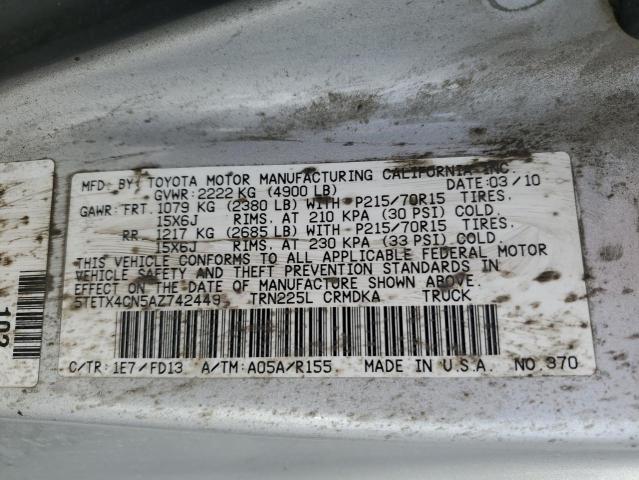 MFD. BY: TOYOTA MOTOR MANUFACTURING CALIFORNIA INC
GVWR: 2222 KG (4900 LB) DATE: 03/10
GAWR: FRT. 1079 KG (2380 LB) WITH P215/70R15 TIRES.
15X6J RIMS. AT 210 KPA (30 PSI) COLD.
RR. 1217 KG (2685 LB) WITH P215/70R15 TIRES.
15X6J RIMS. AT 230 KPA (33 PSI) COLD.
THIS VEHICLE CONFORMS TO ALL APPLICABLE FEDERAL MOTOR
VEHICLE SAFETY AND THEFT PREVENTION STANDARDS IN
EFFECT ON THE DATE OF MANUFACTURE SHOWN ABOVE.
5TETX4CN5AZ742449 TRN225L CRMDKA TRUCK
C/TR: 1E7/FD13 A/TM: A05A/R155 MADE IN U.S.A. NO.370